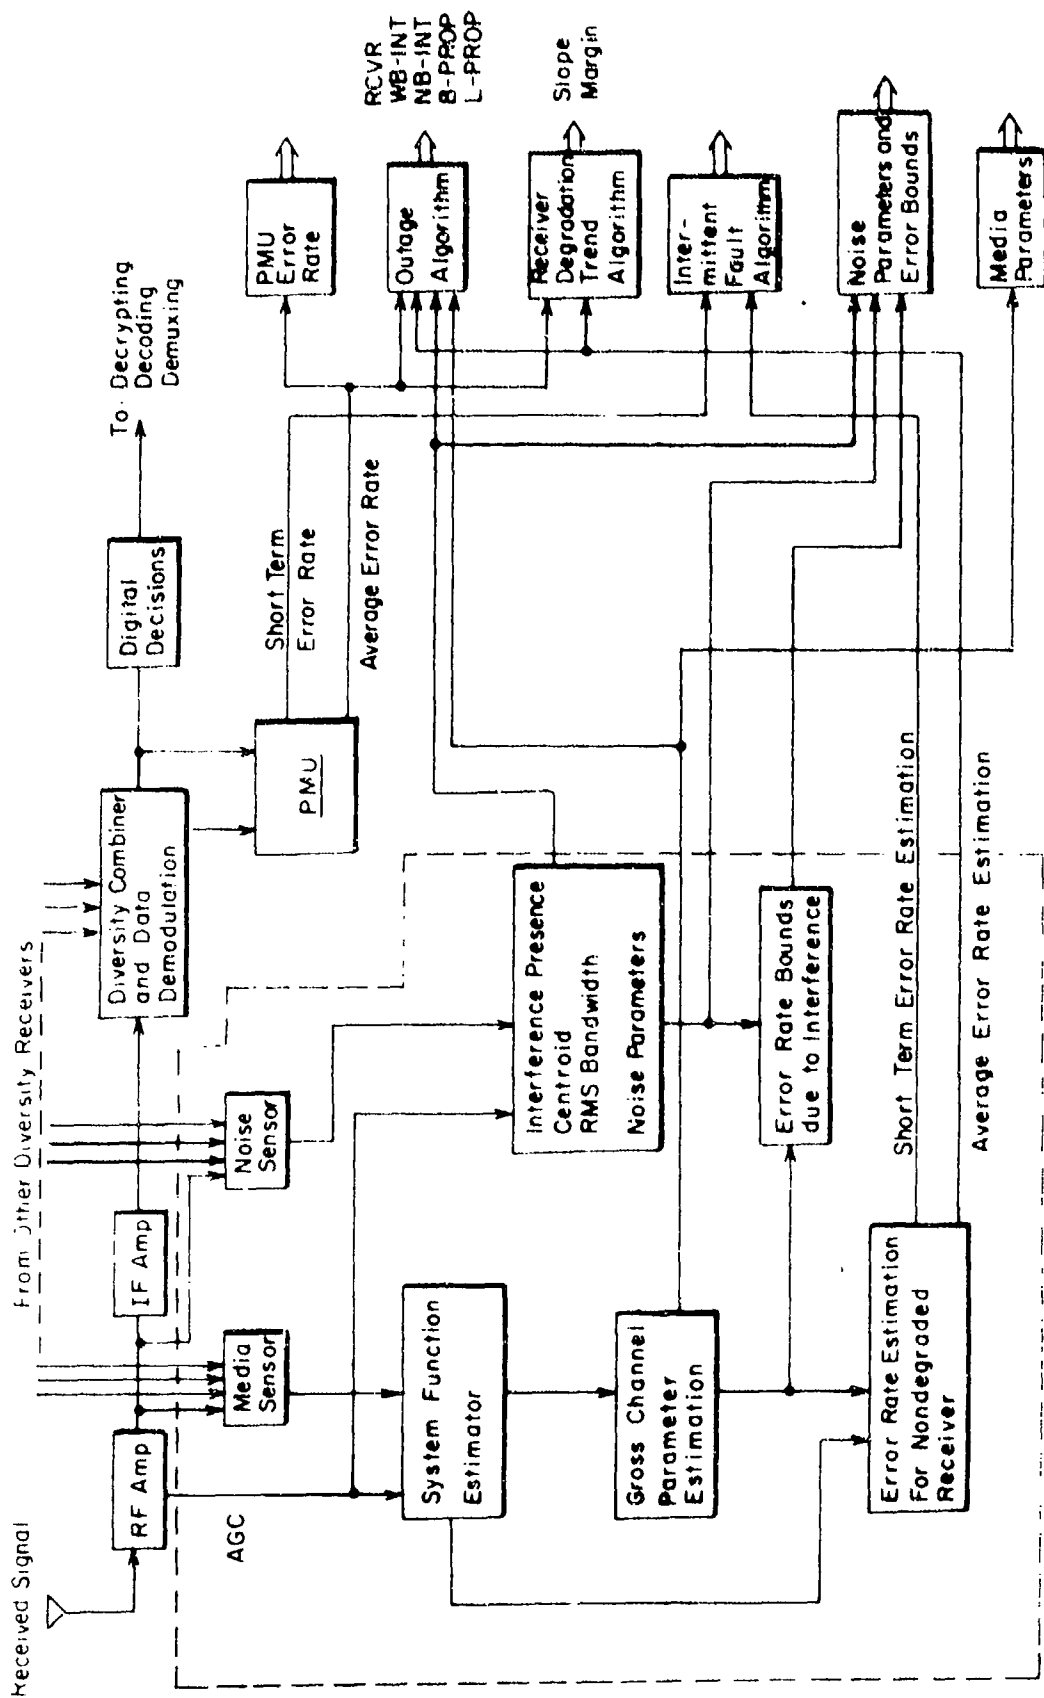 Received Signal
From Other Diversity Receivers
To Decrypting
Decoding
Demuxing
RF Amp
IF Amp
Diversity Combiner
and Data
Demodulation
Digital
Decisions
AGC
Media
Sensor
Noise
Sensor
PMU
Short Term
Error Rate
Average Error Rate
PMU
Error
Rate
RCVR
WB-INT
NB-INT
B-PROP
L-PROP
Outage
Algorithm
Slope
Margin
Receiver
Degradation
Trend
Algorithm
Inter-
mittent
Fault
Algorithm
Noise
Parameters and
Error Bounds
Media
Parameters
System Function
Estimator
Interference Presence
Centroid
RMS Bandwidth
Noise Parameters
Gross Channel
Parameter
Estimation
Error Rate Bounds
due to Interference
Error Rate Estimation
For Nondegraded
Receiver
Short Term Error Rate Estimation
Average Error Rate Estimation